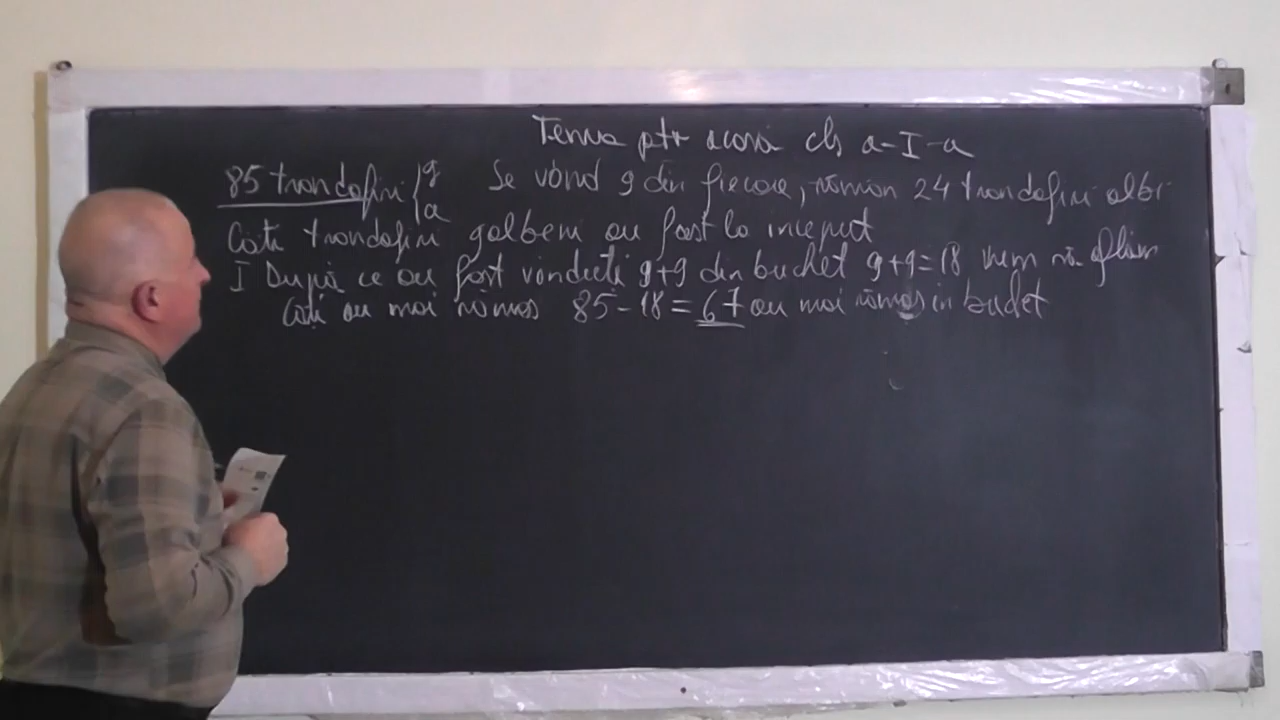 Tema ptr acasă cls a-I-a
85 trandafiri { g a Se vând 9 din fiecare, rămân 24 trandafiri albi
Câți trandafiri galbeni au fost la început
I După ce au fost vînduți 9+9 din buchet 9+9=18 vrem să aflăm
Câți au mai rămas 85-18=67 au mai rămas in buchet